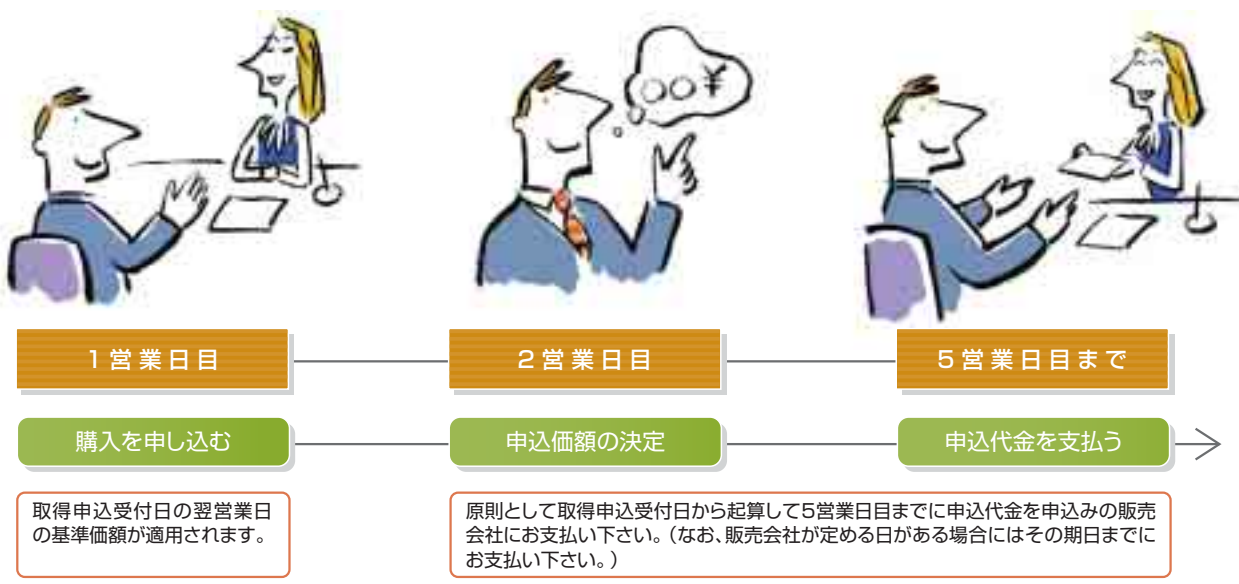 ○○¥
1営業日目
2営業日目
5営業日目まで
購入を申し込む
申込価額の決定
申込代金を支払う
取得申込受付日の翌営業日
の基準価額が適用されます。
原則として取得申込受付日から起算して5営業日目までに申込代金を申込みの販売
会社にお支払い下さい。(なお、販売会社が定める日がある場合にはその期日までに
お支払い下さい。)